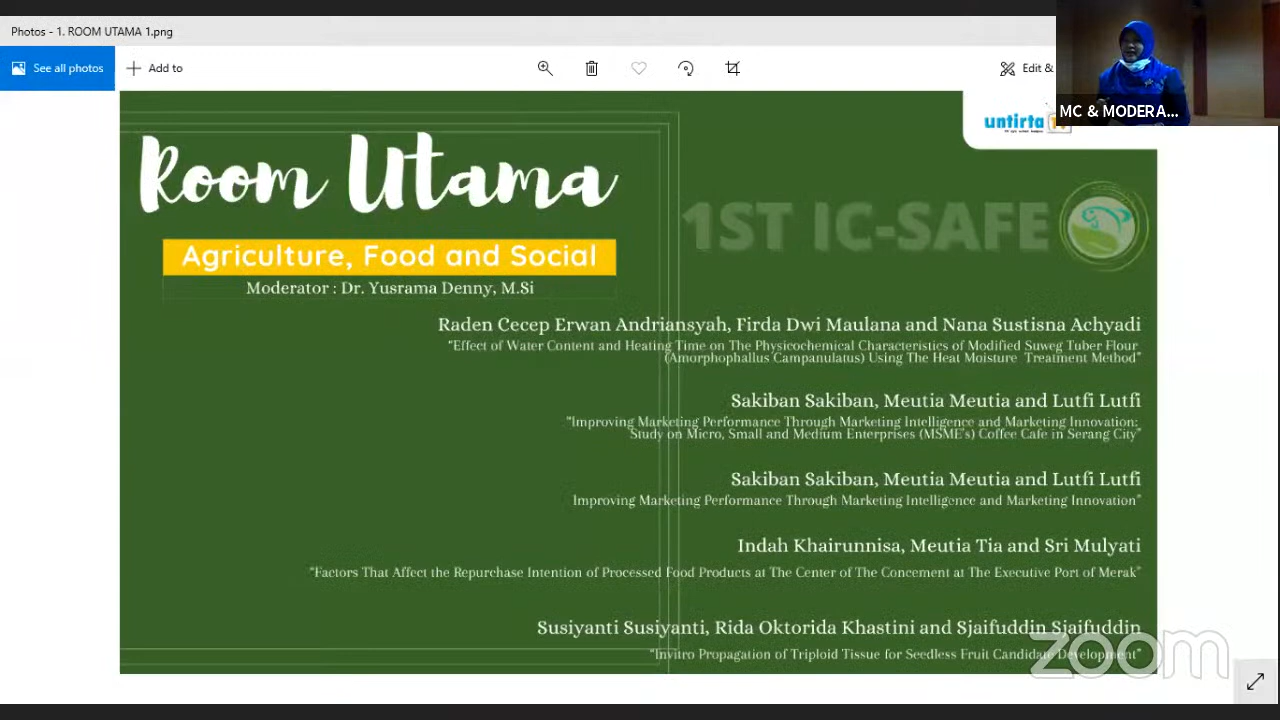 Photos - 1. ROOM UTAMA 1.png
See all photos
Add to
Edit &
MC & MODERA...
untirta
Room Utama
1ST IC-SAFE
Agriculture, Food and Social
Moderator : Dr. Yusrama Denny, M.Si
Raden Cecep Erwan Andriansyah, Firda Dwi Maulana and Nana Sustisna Achyadi
“Effect of Water Content and Heating Time on The Physicochemical Characteristics of Modified Suweg Tuber Flour
(Amorphophallus Campanulatus) Using The Heat Moisture Treatment Method”
Sakiban Sakiban, Meutia Meutia and Lutfi Lutfi
“Improving Marketing Performance Through Marketing Intelligence and Marketing Innovation:
Study on Micro, Small and Medium Enterprises (MSME's) Coffee Cafe in Serang City”
Sakiban Sakiban, Meutia Meutia and Lutfi Lutfi
Improving Marketing Performance Through Marketing Intelligence and Marketing Innovation”
Indah Khairunnisa, Meutia Tia and Sri Mulyati
“Factors That Affect the Repurchase Intention of Processed Food Products at The Center of The Concement at The Executive Port of Merak”
Susiyanti Susiyanti, Rida Oktorida Khastini and Sjaifuddin Sjaifuddin
“Invitro Propagation of Triploid Tissue for Seedless Fruit Candidate Development”
zoom